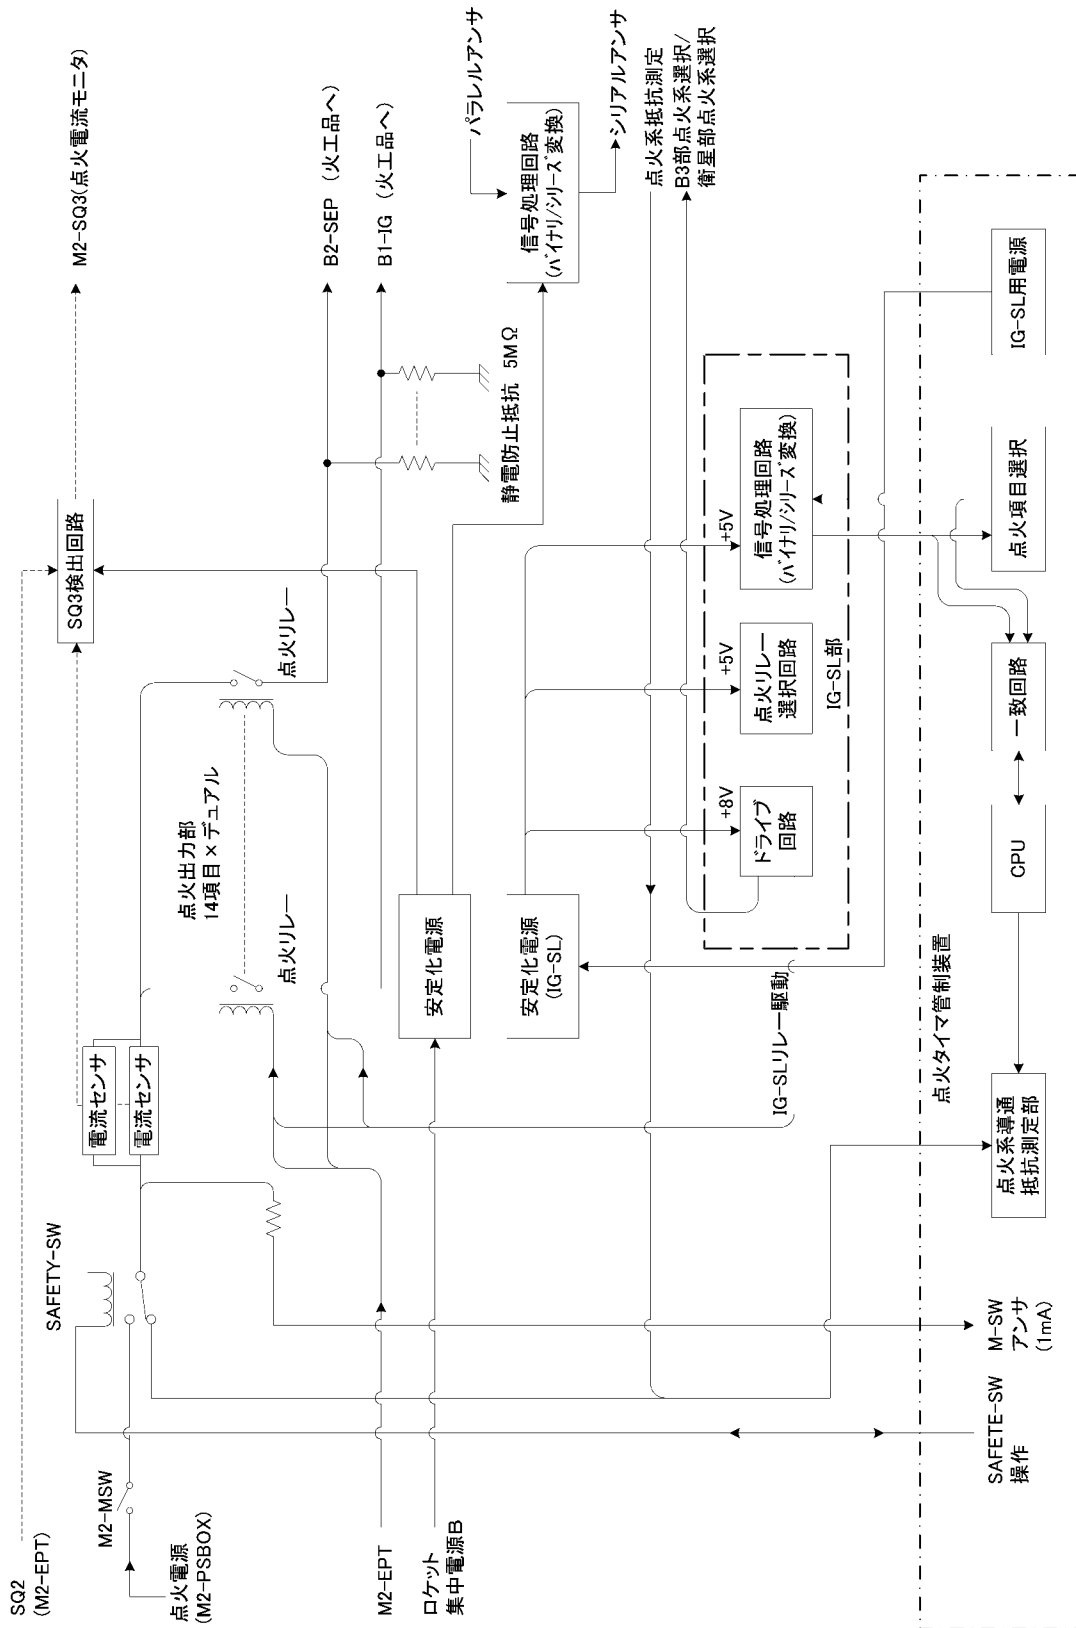 SQ2
(M2-EPT)
M2-SQ3(点火電流モニタ)
SQ3検出回路
電流センサ
電流センサ
SAFETY-SW
M2-MSW
点火電源
(M2-PSBOX)
点火出力部
14項目×デュアル
点火リレー
点火リレー
B2-SEP (火工品へ)
B1-IG (火工品へ)
静電防止抵抗 5MΩ
M2-EPT
ロケット
集中電源B
安定化電源
パラレルアンサ
信号処理回路
(バイナリ/シリーズ変換)
シリアルアンサ
安定化電源
(IG-SL)
点火系抵抗測定
B3部点火系選択/
衛星部点火系選択
+8V
ドライブ
回路
+5V
点火リレー
選択回路
+5V
信号処理回路
(バイナリ/シリーズ変換)
IG-SL部
IG-SLリレー駆動
点火タイマ管制装置
SAFETE-SW
操作
M-SW
アンサ
(1mA)
点火系導通
抵抗測定部
CPU
一致回路
点火項目選択
IG-SL用電源